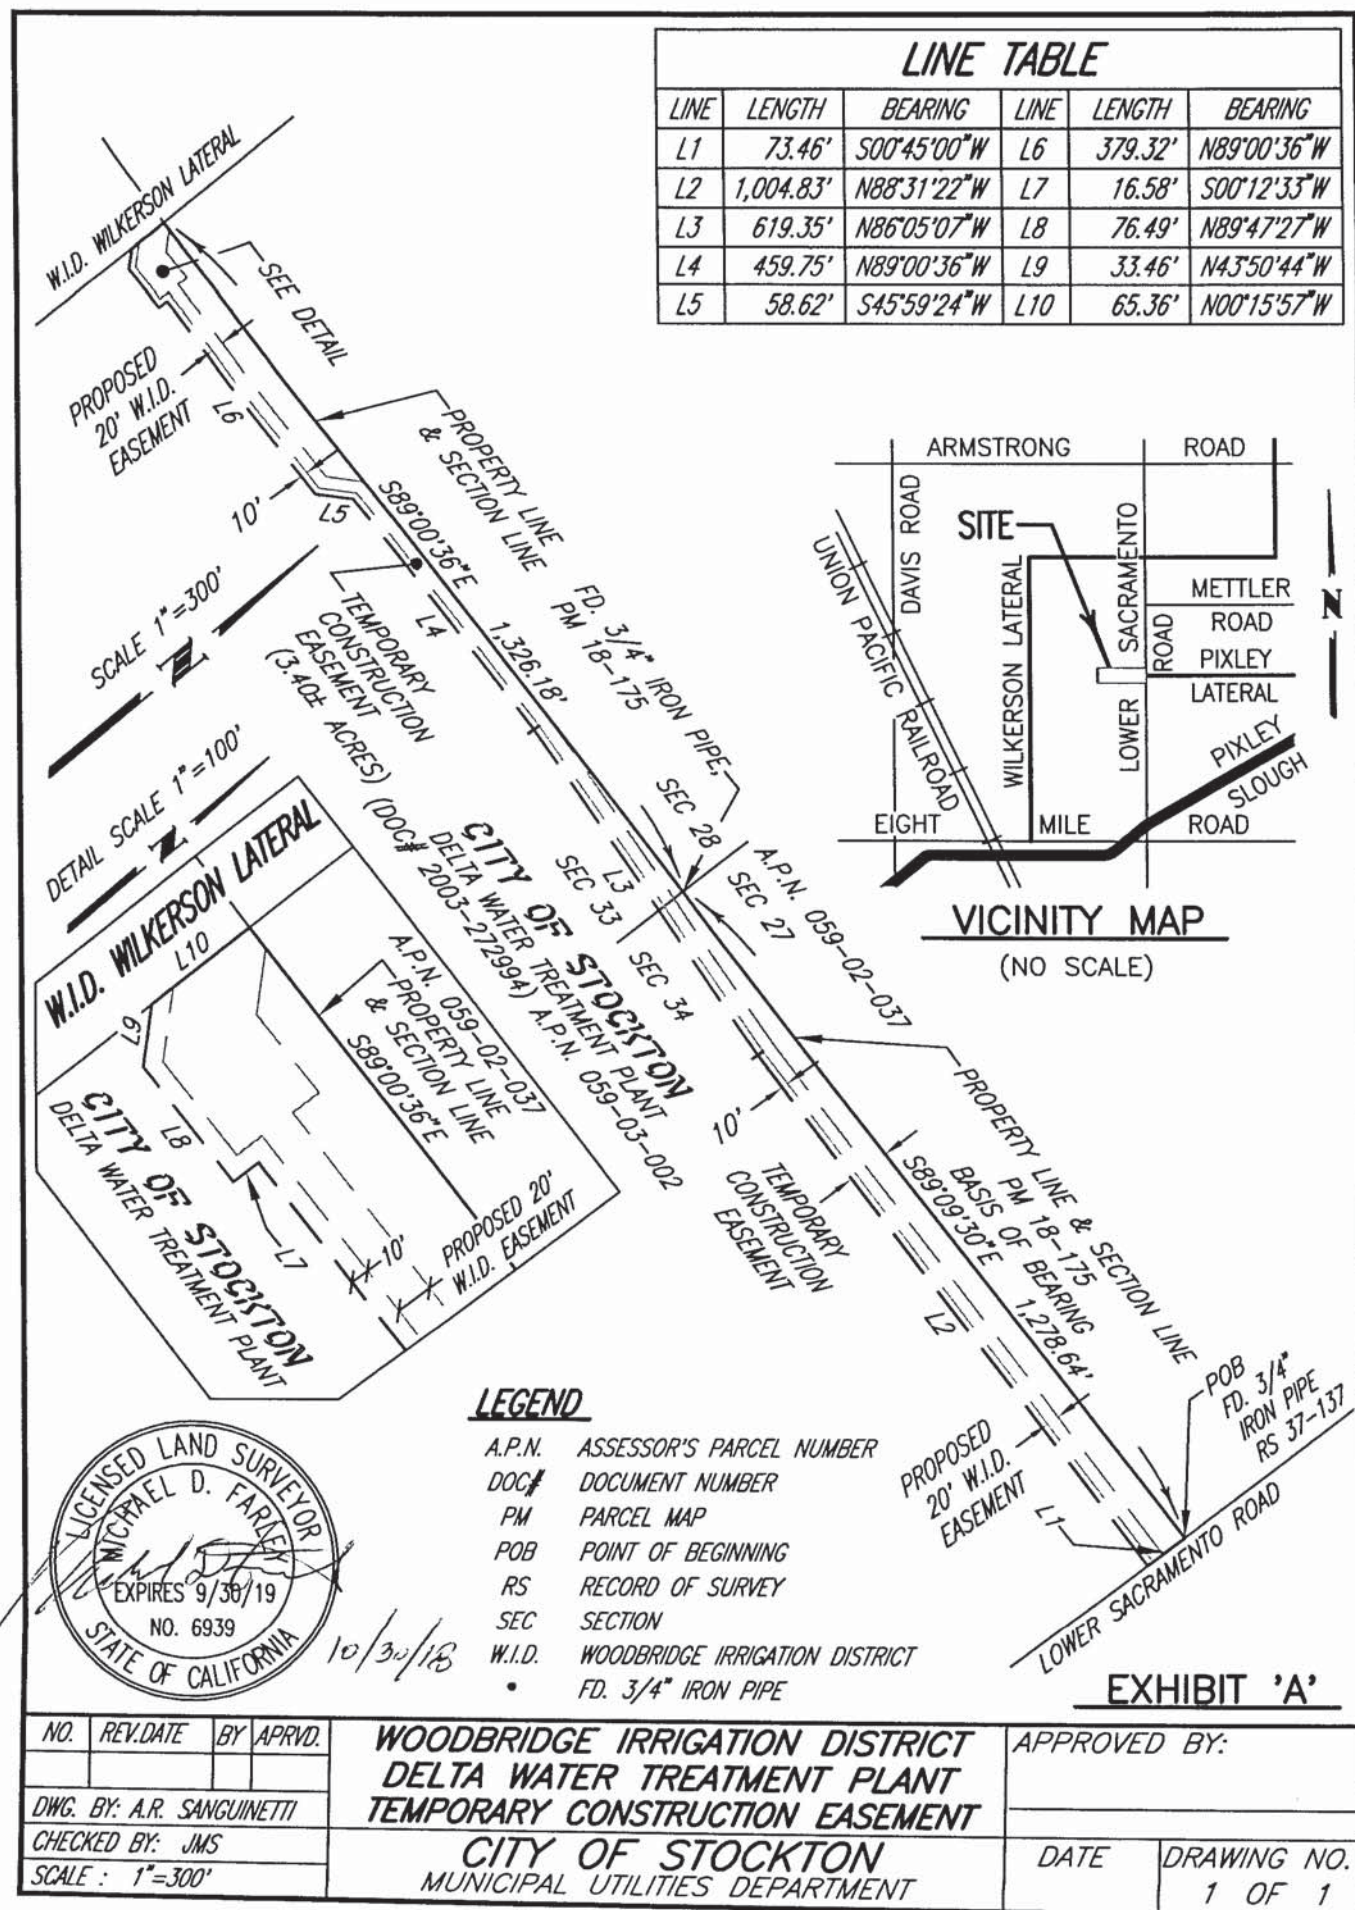 LINE TABLE
LINE LENGTH BEARING LINE LENGTH BEARING
L1 73.46' S00°45'00"W L6 379.32' N89°00'36"W
L2 1,004.83' N88°31'22"W L7 16.58' S00°12'33"W
L3 619.35' N86°05'07"W L8 76.49' N89°47'27"W
L4 459.75' N89°00'36"W L9 33.46' N43°50'44"W
L5 58.62' S45°59'24"W L10 65.36' N00°15'57"W
W.I.D. WILKERSON LATERAL
SEE DETAIL
PROPOSED
20' W.I.D.
EASEMENT
L6
PROPERTY LINE
& SECTION LINE
10'
L5
S89°00'36"E
1,326.18'
SCALE 1"=300'
N
TEMPORARY
CONSTRUCTION
EASEMENT
(3.40± ACRES)
L4
FD. 3/4" IRON PIPE,
PM 18-175
DETAIL SCALE 1"=100'
N
CITY OF STOCKTON
DELTA WATER TREATMENT PLANT
(DOC# 2003-272994) A.P.N. 059-03-002
SEC 28
SEC 33
L3
SEC 27
SEC 34
A.P.N. 059-02-037
ARMSTRONG ROAD
DAVIS ROAD
SITE
UNION PACIFIC RAILROAD
WILKERSON LATERAL
LOWER SACRAMENTO
ROAD
METTLER
ROAD
PIXLEY
LATERAL
N
PIXLEY
SLOUGH
EIGHT MILE ROAD
VICINITY MAP
(NO SCALE)
W.I.D. WILKERSON LATERAL
L10
L9
A.P.N. 059-02-037
PROPERTY LINE
& SECTION LINE
S89°00'36"E
L8
CITY OF STOCKTON
DELTA WATER TREATMENT PLANT
L7
10'
PROPOSED 20'
W.I.D. EASEMENT
10'
TEMPORARY
CONSTRUCTION
EASEMENT
PROPERTY LINE & SECTION LINE
PM 18-175
BASIS OF BEARING
S89°09'30"E 1,278.64'
L2
PROPOSED
20' W.I.D.
EASEMENT
L1
POB
FD. 3/4"
IRON PIPE
RS 37-137
LOWER SACRAMENTO ROAD
LEGEND
A.P.N. ASSESSOR'S PARCEL NUMBER
DOC# DOCUMENT NUMBER
PM PARCEL MAP
POB POINT OF BEGINNING
RS RECORD OF SURVEY
SEC SECTION
W.I.D. WOODBRIDGE IRRIGATION DISTRICT
• FD. 3/4" IRON PIPE
LICENSED LAND SURVEYOR
MICHAEL D. FARLEY
EXPIRES 9/30/19
NO. 6939
STATE OF CALIFORNIA
10/30/18
EXHIBIT 'A'
NO. REV.DATE BY APRVD.
DWG. BY: A.R. SANGUINETTI
CHECKED BY: JMS
SCALE : 1"=300'
WOODBRIDGE IRRIGATION DISTRICT
DELTA WATER TREATMENT PLANT
TEMPORARY CONSTRUCTION EASEMENT
CITY OF STOCKTON
MUNICIPAL UTILITIES DEPARTMENT
APPROVED BY:
DATE
DRAWING NO.
1 OF 1